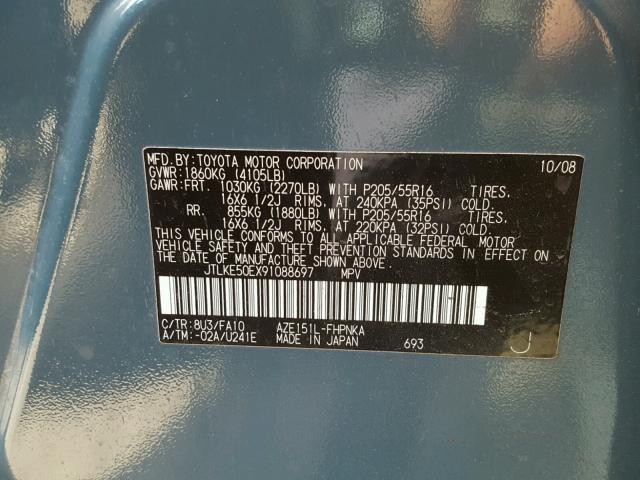 MFD. BY: TOYOTA MOTOR CORPORATION 10/08
GVWR: 1860KG (4105LB)
GAWR: FRT. 1030KG (2270LB) WITH P205/55R16 TIRES,
16X6 1/2J RIMS, AT 240KPA (35PSI) COLD.
RR. 855KG (1880LB) WITH P205/55R16 TIRES,
16X6 1/2J RIMS, AT 220KPA (32PSI) COLD.
THIS VEHICLE CONFORMS TO ALL APPLICABLE FEDERAL MOTOR
VEHICLE SAFETY AND THEFT PREVENTION STANDARDS IN EFFECT ON
THE DATE OF MANUFACTURE SHOWN ABOVE.
JTLKE50EX91088697 MPV
C/TR: 8U3/FA10 AZE151L-FHPNKA
A/TM: -02A/U241E MADE IN JAPAN 693 J